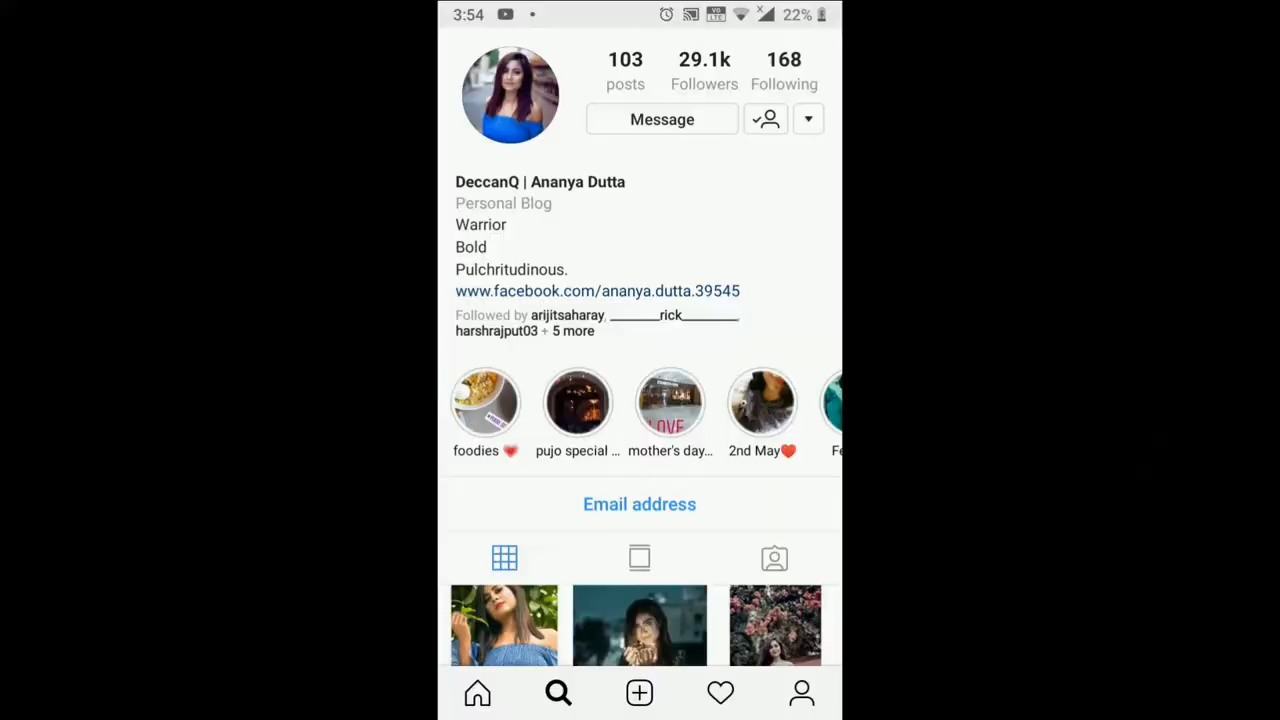 3:54 22%
103 29.1k 168
posts Followers Following
Message
DeccanQ | Ananya Dutta
Personal Blog
Warrior
Bold
Pulchritudinous.
www.facebook.com/ananya.dutta.39545
Followed by arijitsaharay, ________rick_________,
harshrajput03 + 5 more
LOVE
foodies 💗 pujo special ... mother's day... 2nd May♥️ Fe
Email address